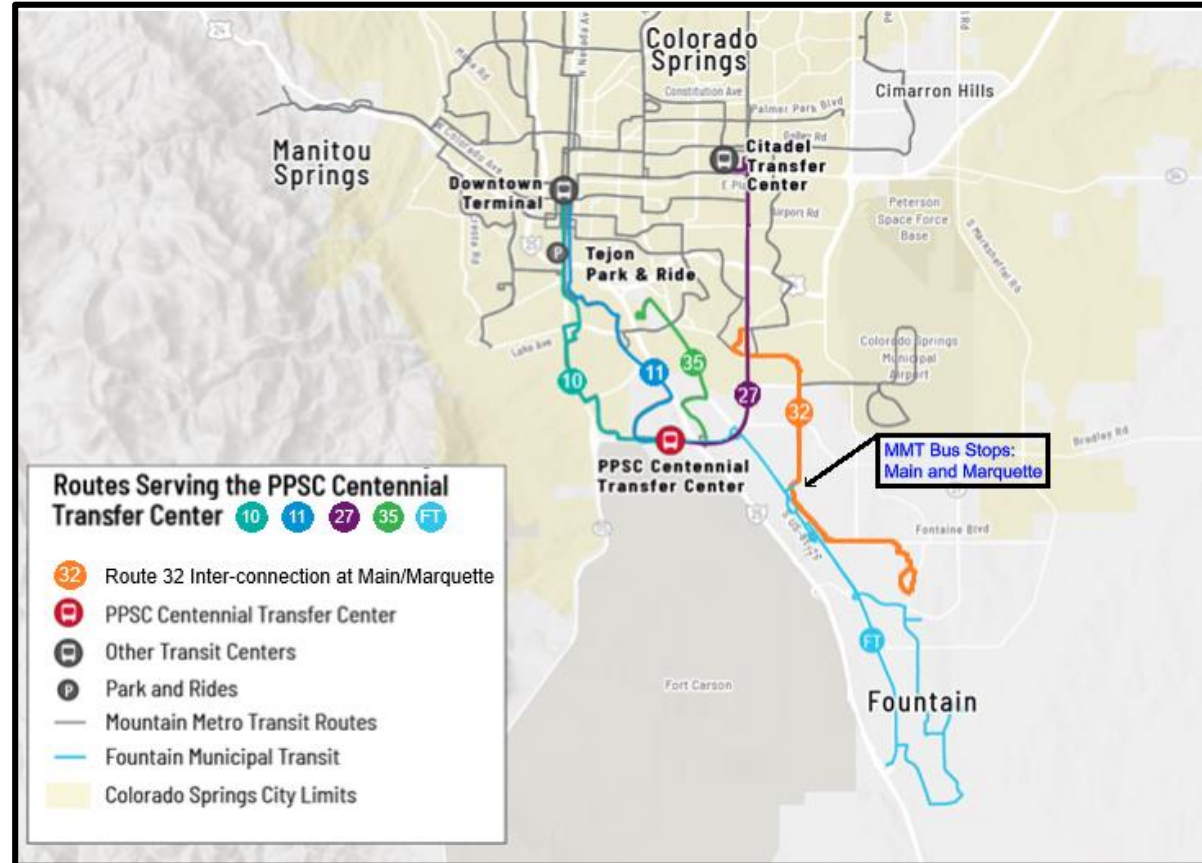 Colorado
Springs
Constitution Ave
Cimarron Hills
Palmer Park Blvd
Manitou
Springs
Colorado Ave
Citadel
Transfer
Center
Downtown
Terminal
Airport Rd
Peterson
Space Force
Base
S Marksheffel Rd
Tejon
Park & Ride
Lake Ave
Colorado Springs
Municipal
Airport
10
11
35
27
32
MMT Bus Stops:
Main and Marquette
Bradley Rd
PPSC Centennial
Transfer Center
Fontaine Blvd
Fort Carson
FT
Fountain
Routes Serving the PPSC Centennial
Transfer Center 10 11 27 35 FT
32 Route 32 Inter-connection at Main/Marquette
PPSC Centennial Transfer Center
Other Transit Centers
P Park and Rides
Mountain Metro Transit Routes
Fountain Municipal Transit
Colorado Springs City Limits